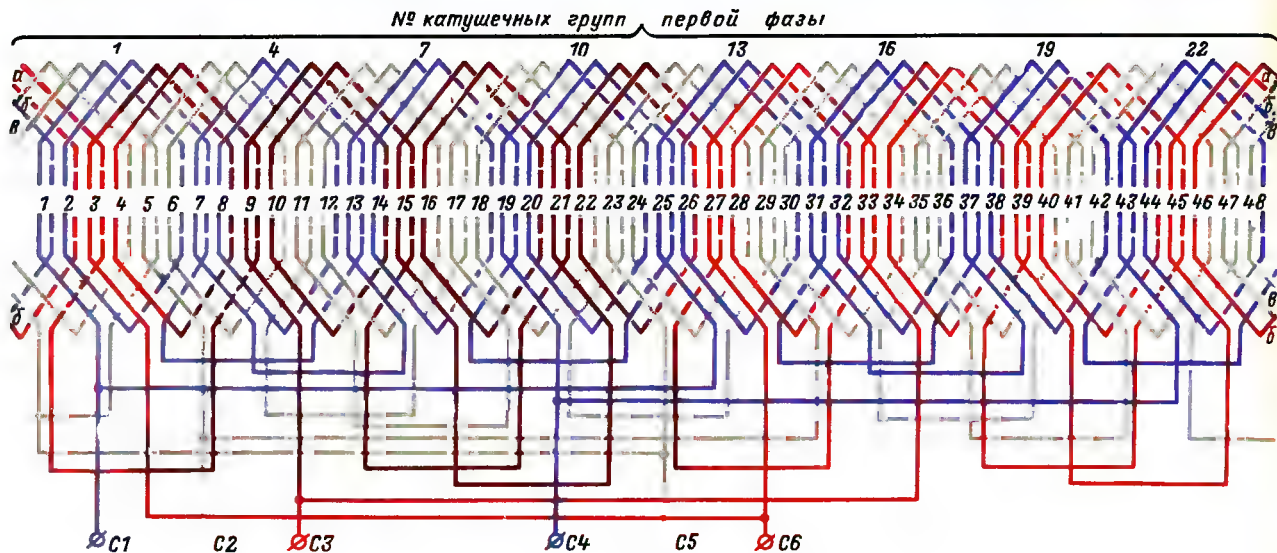 № катушечных групп первой фазы
1 4 7 10 13 16 19 22
а а
б б
в в
1 2 3 4 5 6 7 8 9 10 11 12 13 14 15 16 17 18 19 20 21 22 23 24 25 26 27 28 29 30 31 32 33 34 35 36 37 38 39 40 41 42 43 44 45 46 47 48
в
б б
С1 С2 С3 С4 С5 С6